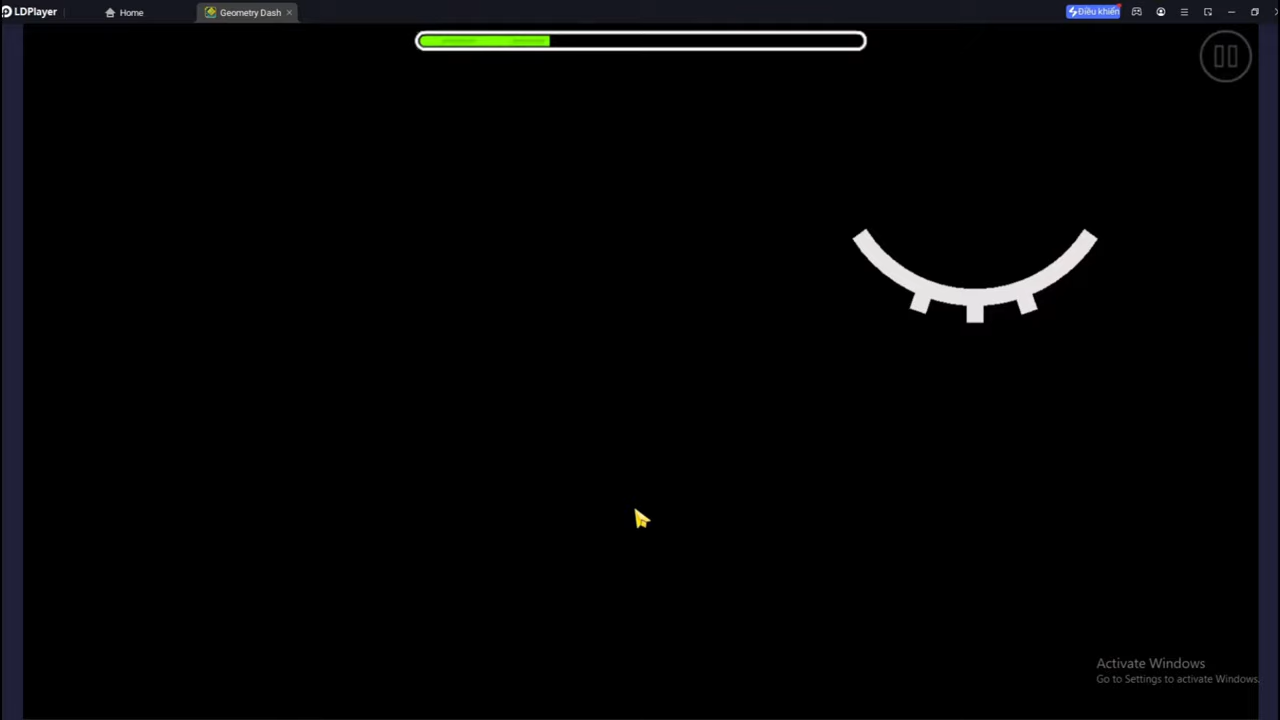 LDPlayer
Home
Geometry Dash
Điều khiển
Activate Windows
Go to Settings to activate Windows.